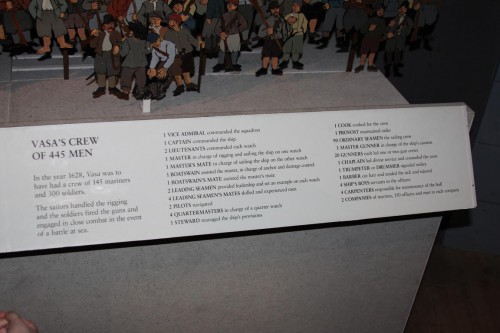 VASA'S CREW
OF 445 MEN
In the year 1628, Vasa was to
have had a crew of 145 mariners
and 300 soldiers.
The sailors handled the rigging
and the soldiers fired the guns and
engaged in close combat in the event
of a battle at sea.
1 VICE ADMIRAL commanded the squadron
1 CAPTAIN commanded the ship
2 LIEUTENANTS commanded each watch
1 MASTER in charge of rigging and sailing the ship on one watch
1 MASTER'S MATE in charge of sailing the ship on the other watch
1 BOATSWAIN assisted the master, in charge of anchor and damage control
1 BOATSWAIN'S MATE assisted the master's mate
2 LEADING SEAMEN provided leadership and set an example on each watch
4 LEADING SEAMEN'S MATES skilled and experienced men
2 PILOTS navigated
4 QUARTERMASTERS in charge of a quarter watch
1 STEWARD managed the ship's provisions
1 COOK cooked for the crew
1 PROVOST maintained order
90 ORDINARY SEAMEN the sailing crew
1 MASTER GUNNER in charge of the ship's cannon
20 GUNNERS each led one or two gun crews
1 CHAPLAIN led divine service and counseled the crew
1 TRUMPETER or DRUMMER signaled orders
1 BARBER cut hair and tended the sick and injured
4 SHIP'S BOYS servants to the officers
4 CARPENTERS responsible for maintenance of the hull
2 COMPANIES of marines, 150 officers and men in each company